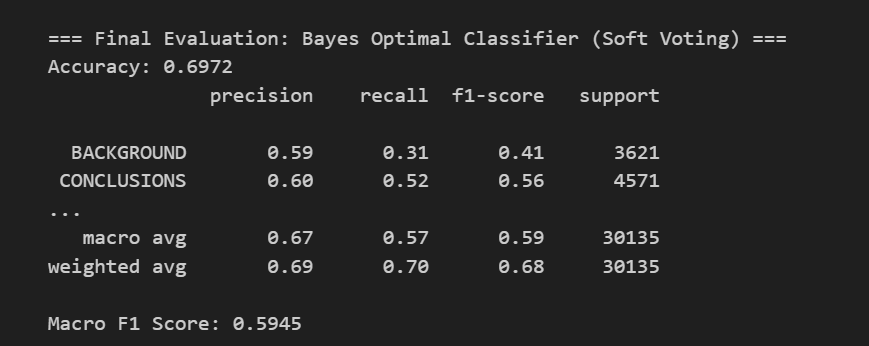 === Final Evaluation: Bayes Optimal Classifier (Soft Voting) ===
Accuracy: 0.6972
precision recall f1-score support
BACKGROUND 0.59 0.31 0.41 3621
CONCLUSIONS 0.60 0.52 0.56 4571
...
macro avg 0.67 0.57 0.59 30135
weighted avg 0.69 0.70 0.68 30135
Macro F1 Score: 0.5945